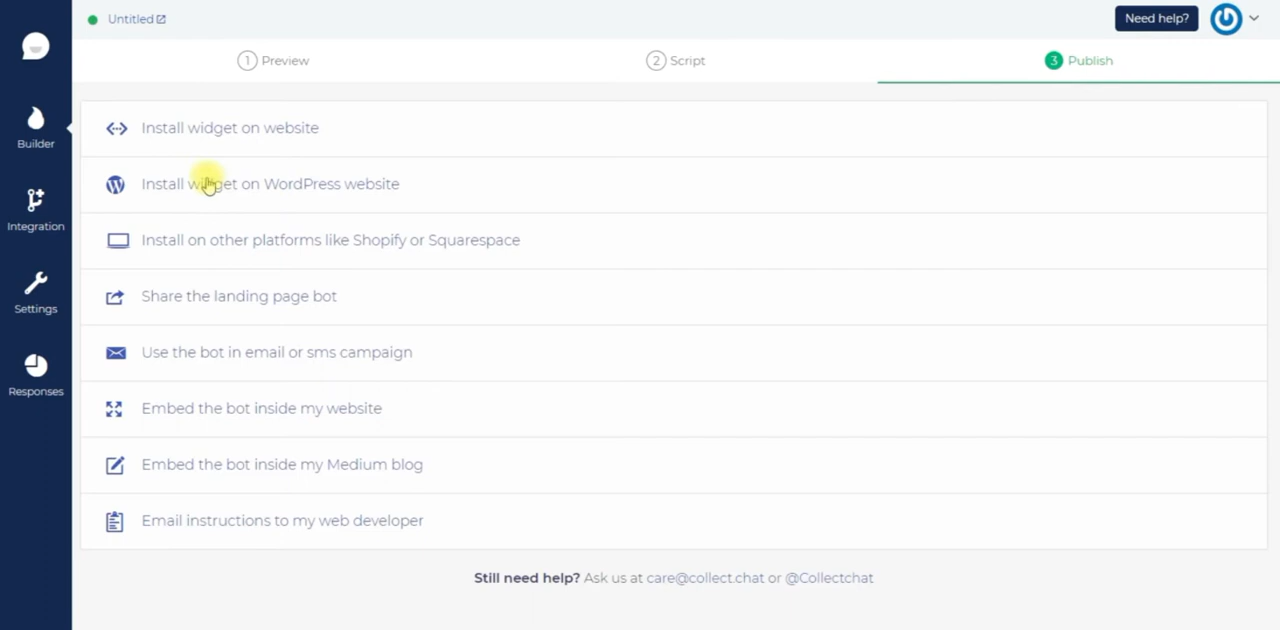 Untitled
Need help?
1 Preview
2 Script
3 Publish
Builder
Integration
Settings
Responses
Install widget on website
Install widget on WordPress website
Install on other platforms like Shopify or Squarespace
Share the landing page bot
Use the bot in email or sms campaign
Embed the bot inside my website
Embed the bot inside my Medium blog
Email instructions to my web developer
Still need help? Ask us at care@collect.chat or @Collectchat